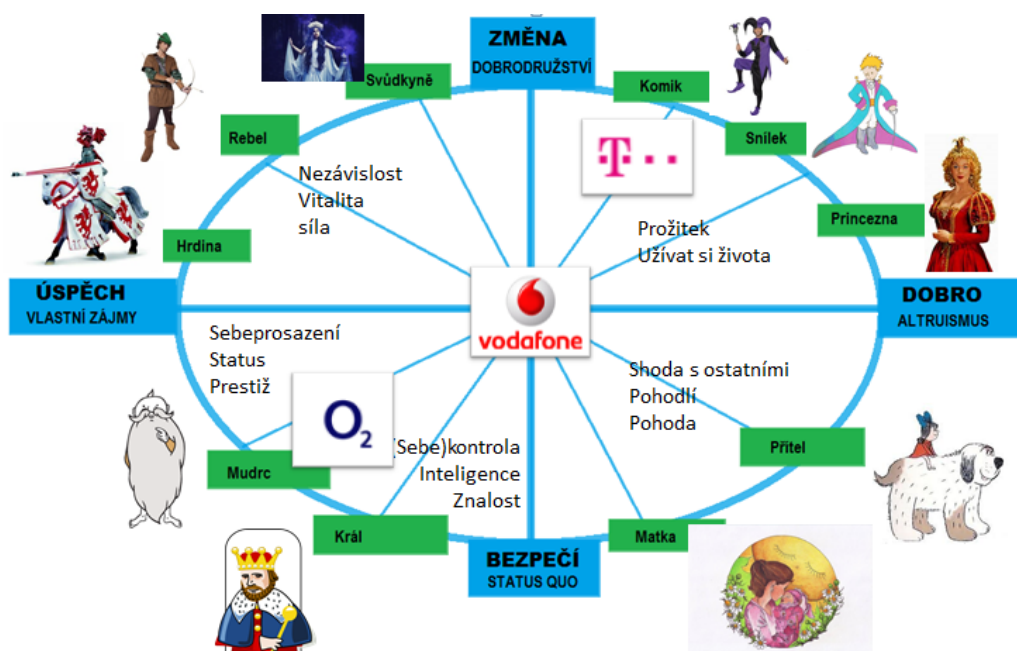 ZMĚNA
DOBRODRUŽSTVÍ
Svůdkyně
Komik
Rebel
Snílek
T
Nezávislost
Vitalita
síla
Princezna
Prožitek
Užívat si života
Hrdina
ÚSPĚCH
VLASTNÍ ZÁJMY
DOBRO
ALTRUISMUS
vodafone
Sebeprosazení
Status
Prestiž
Shoda s ostatními
Pohodlí
Pohoda
O2
(Sebe)kontrola
Inteligence
Znalost
Přítel
Mudrc
Král
Matka
BEZPEČÍ
STATUS QUO